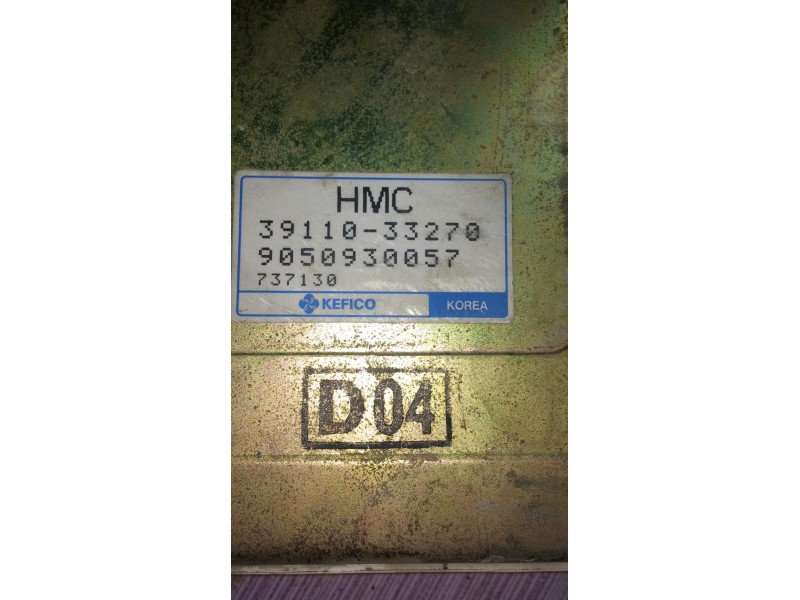 HMC
39110-33270
9050930057
737130
KEFICO KOREA
D04